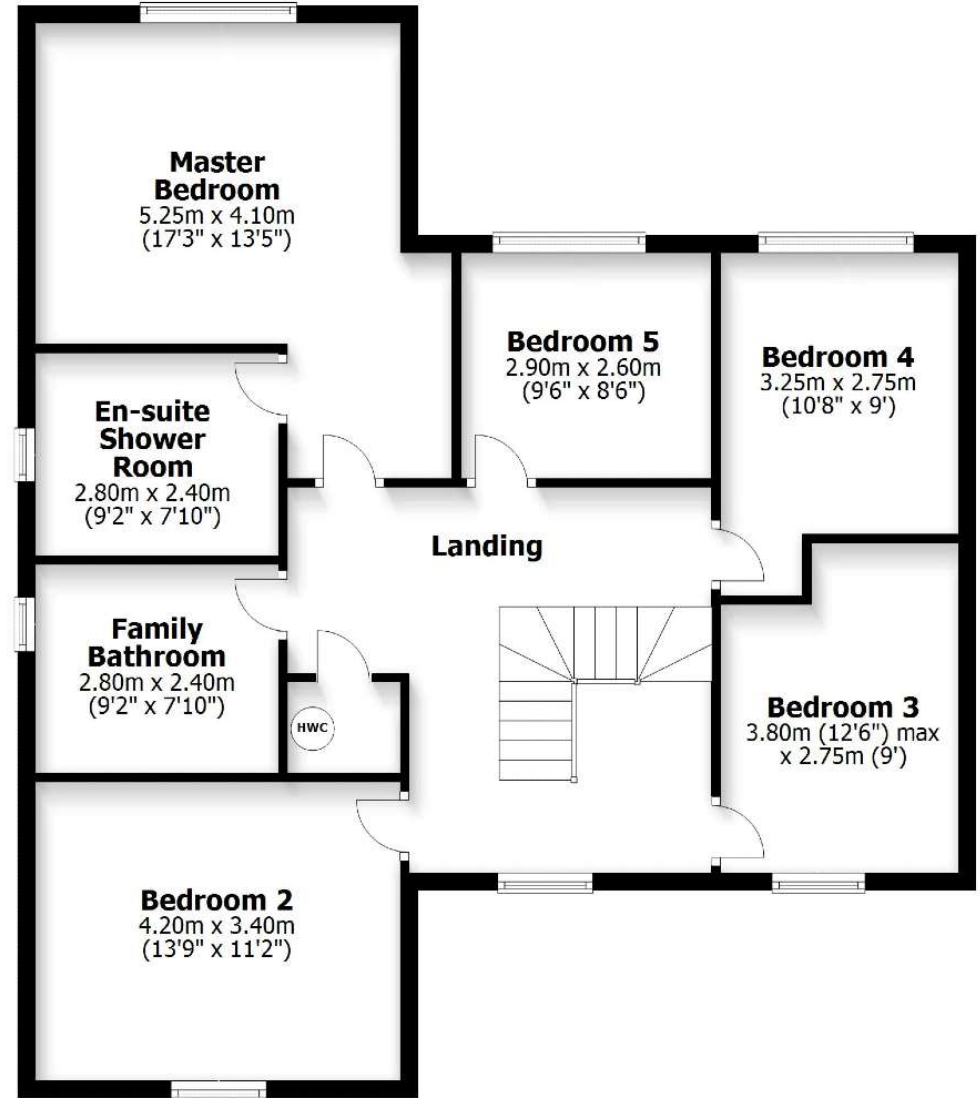 Master
Bedroom
5.25m x 4.10m
(17'3" x 13'5")
Bedroom 5
2.90m x 2.60m
(9'6" x 8'6")
Bedroom 4
3.25m x 2.75m
(10'8" x 9')
En-suite
Shower
Room
2.80m x 2.40m
(9'2" x 7'10")
Landing
Family
Bathroom
2.80m x 2.40m
(9'2" x 7'10")
HWC
Bedroom 3
3.80m (12'6") max
x 2.75m (9')
Bedroom 2
4.20m x 3.40m
(13'9" x 11'2")